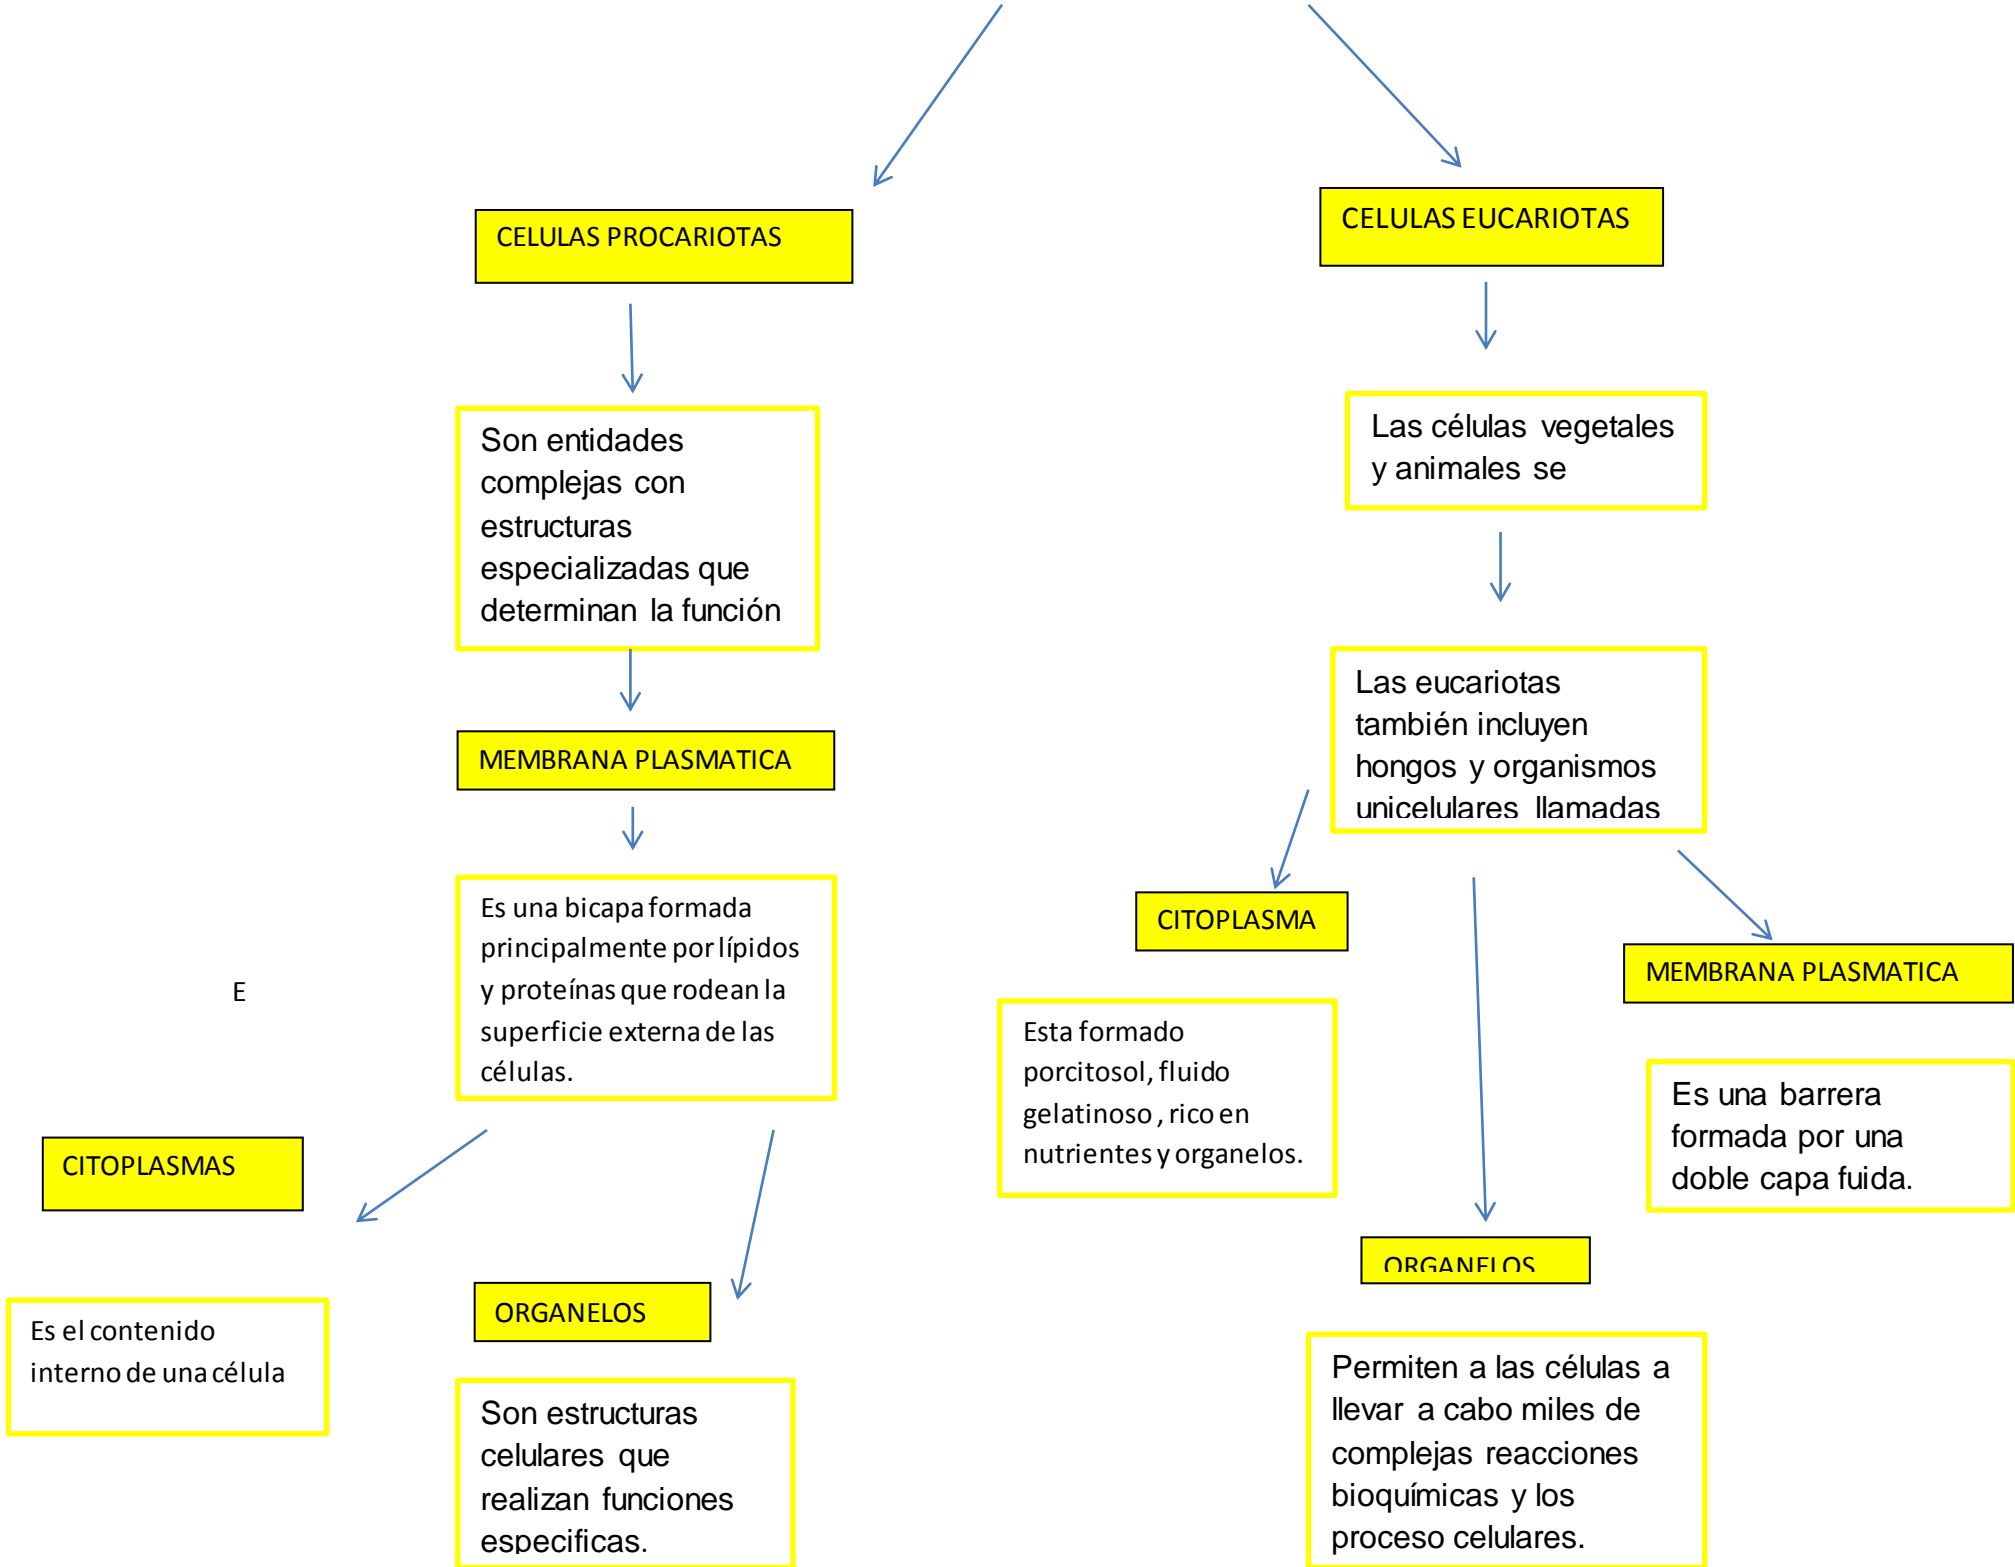 CELULAS PROCARIOTAS
Son entidades
complejas con
estructuras
especializadas que
determinan la función
MEMBRANA PLASMATICA
Es una bicapa formada
principalmente por lípidos
y proteínas que rodean la
superficie externa de las
células.
E
CITOPLASMAS
Es el contenido
interno de una célula
ORGANELOS
Son estructuras
celulares que
realizan funciones
especificas.
CELULAS EUCARIOTAS
Las células vegetales
y animales se
Las eucariotas
también incluyen
hongos y organismos
unicelulares llamadas
CITOPLASMA
Esta formado
porcitosol, fluido
gelatinoso , rico en
nutrientes y organelos.
ORGANELOS
Permiten a las células a
llevar a cabo miles de
complejas reacciones
bioquímicas y los
proceso celulares.
MEMBRANA PLASMATICA
Es una barrera
formada por una
doble capa fuida.